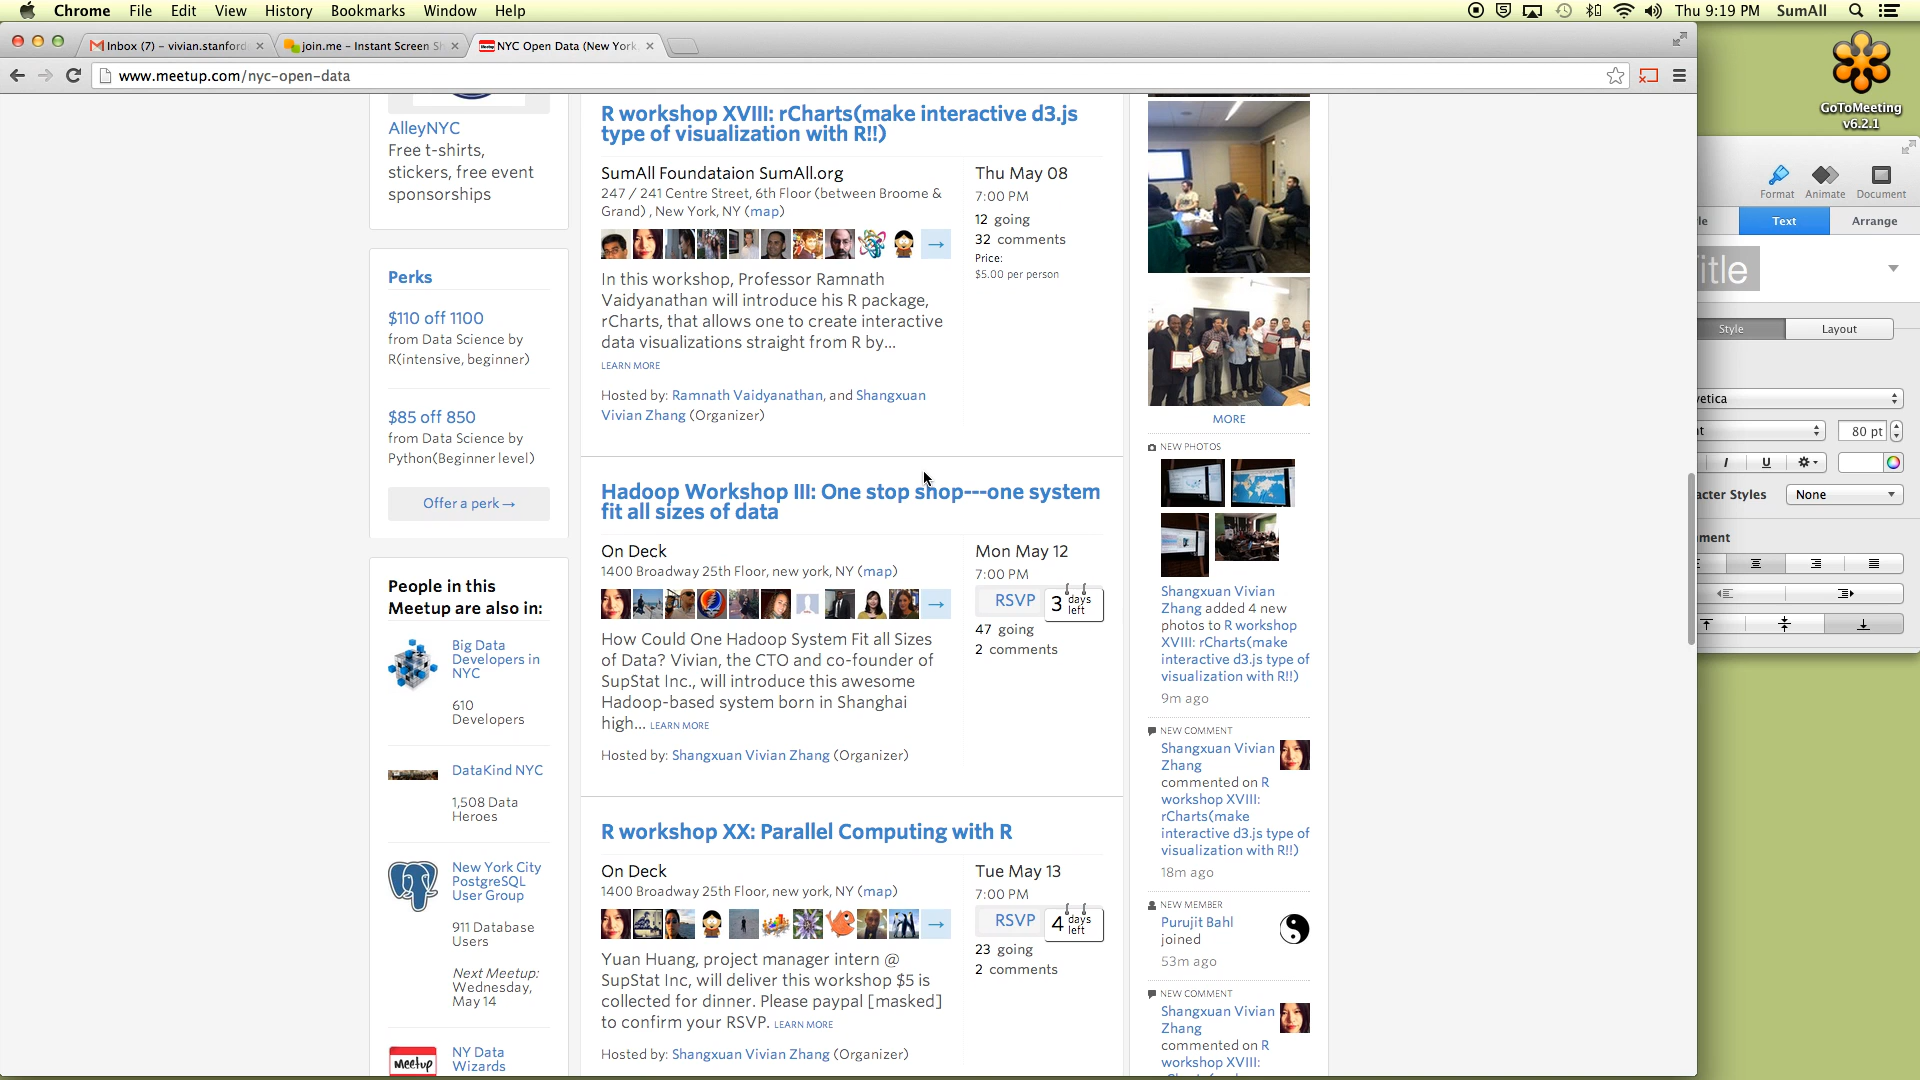 Chrome File Edit View History Bookmarks Window Help
Thu 9:19 PM SumAll
Inbox (7) – vivian.stanford
join.me – Instant Screen Sh
NYC Open Data (New York
www.meetup.com/nyc-open-data
AlleyNYC
Free t-shirts,
stickers, free event
sponsorships
Perks
$110 off 1100
from Data Science by
R(intensive, beginner)
$85 off 850
from Data Science by
Python(Beginner level)
Offer a perk→
People in this
Meetup are also in:
Big Data
Developers in
NYC
610
Developers
DataKind NYC
1,508 Data
Heroes
New York City
PostgreSQL
User Group
911 Database
Users
Next Meetup:
Wednesday,
May 14
Meetup
NY Data
Wizards
R workshop XVIII: rCharts(make interactive d3.js
type of visualization with R!!)
SumAll Foundataion SumAll.org
247 / 241 Centre Street, 6th Floor (between Broome &
Grand) , New York, NY (map)
Thu May 08
7:00 PM
12 going
32 comments
Price:
$5.00 per person
In this workshop, Professor Ramnath
Vaidyanathan will introduce his R package,
rCharts, that allows one to create interactive
data visualizations straight from R by...
LEARN MORE
Hosted by: Ramnath Vaidyanathan, and Shangxuan
Vivian Zhang (Organizer)
Hadoop Workshop III: One stop shop---one system
fit all sizes of data
On Deck
1400 Broadway 25th Floor, new york, NY (map)
Mon May 12
7:00 PM
RSVP 3 days left
47 going
2 comments
How Could One Hadoop System Fit all Sizes
of Data? Vivian, the CTO and co-founder of
SupStat Inc., will introduce this awesome
Hadoop-based system born in Shanghai
high... LEARN MORE
Hosted by: Shangxuan Vivian Zhang (Organizer)
R workshop XX: Parallel Computing with R
On Deck
1400 Broadway 25th Floor, new york, NY (map)
Tue May 13
7:00 PM
RSVP 4 days left
23 going
2 comments
Yuan Huang, project manager intern @
SupStat Inc, will deliver this workshop $5 is
collected for dinner. Please paypal [masked]
to confirm your RSVP. LEARN MORE
Hosted by: Shangxuan Vivian Zhang (Organizer)
MORE
NEW PHOTOS
Shangxuan Vivian
Zhang added 4 new
photos to R workshop
XVIII: rCharts(make
interactive d3.js type of
visualization with R!!)
9m ago
NEW COMMENT
Shangxuan Vivian
Zhang
commented on R
workshop XVIII:
rCharts(make
interactive d3.js type of
visualization with R!!)
18m ago
NEW MEMBER
Purujit Bahl
joined
53m ago
NEW COMMENT
Shangxuan Vivian
Zhang
commented on R
workshop XVIII:
GoToMeeting
v6.2.1
Format Animate Document
le Text Arrange
itle
Style Layout
vetica
80 pt
I U
acter Styles None
nment